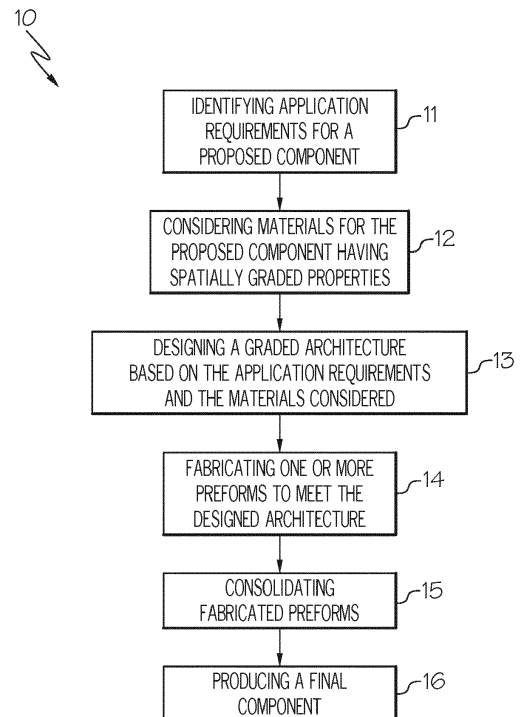 10
IDENTIFYING APPLICATION
REQUIREMENTS FOR A
PROPOSED COMPONENT
11
CONSIDERING MATERIALS FOR THE
PROPOSED COMPONENT HAVING
SPATIALLY GRADED PROPERTIES
12
DESIGNING A GRADED ARCHITECTURE
BASED ON THE APPLICATION REQUIREMENTS
AND THE MATERIALS CONSIDERED
13
FABRICATING ONE OR MORE
PREFORMS TO MEET THE
DESIGNED ARCHITECTURE
14
CONSOLIDATING
FABRICATED PREFORMS
15
PRODUCING A FINAL
COMPONENT
16